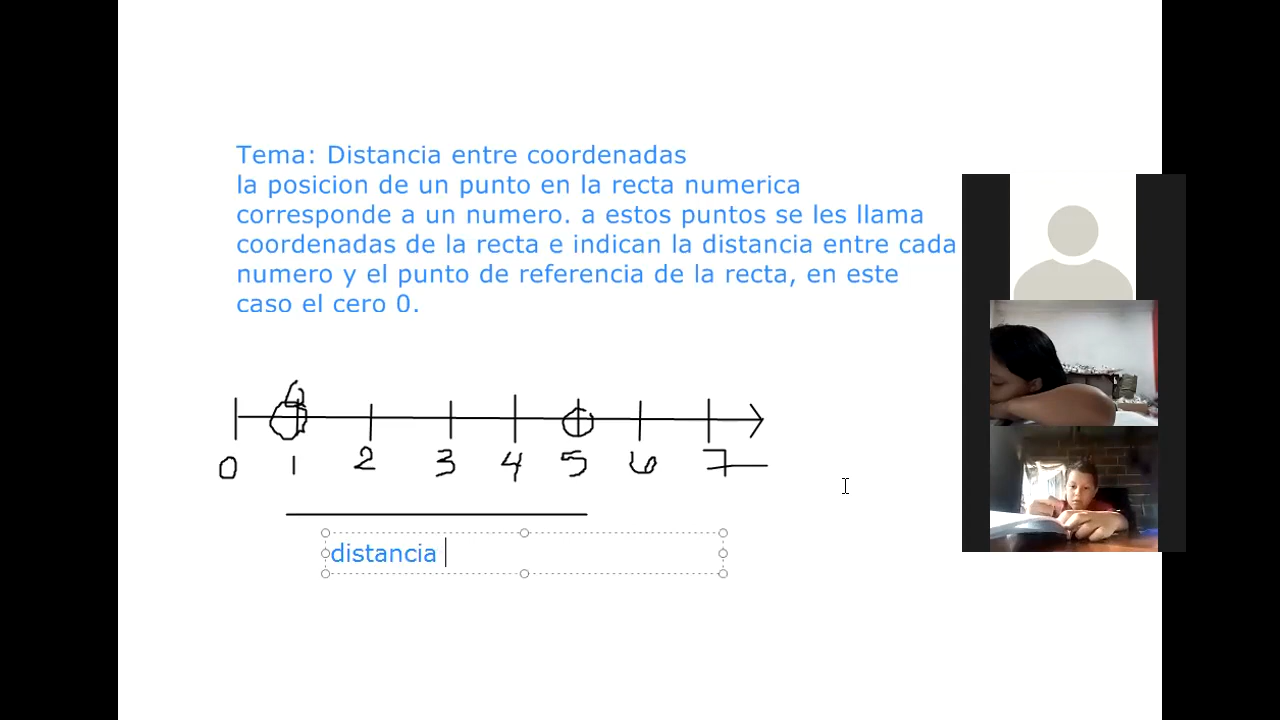 Tema: Distancia entre coordenadas
la posicion de un punto en la recta numerica
corresponde a un numero. a estos puntos se les llama
coordenadas de la recta e indican la distancia entre cada
numero y el punto de referencia de la recta, en este
caso el cero 0.
0 1 2 3 4 5 6 7
distancia